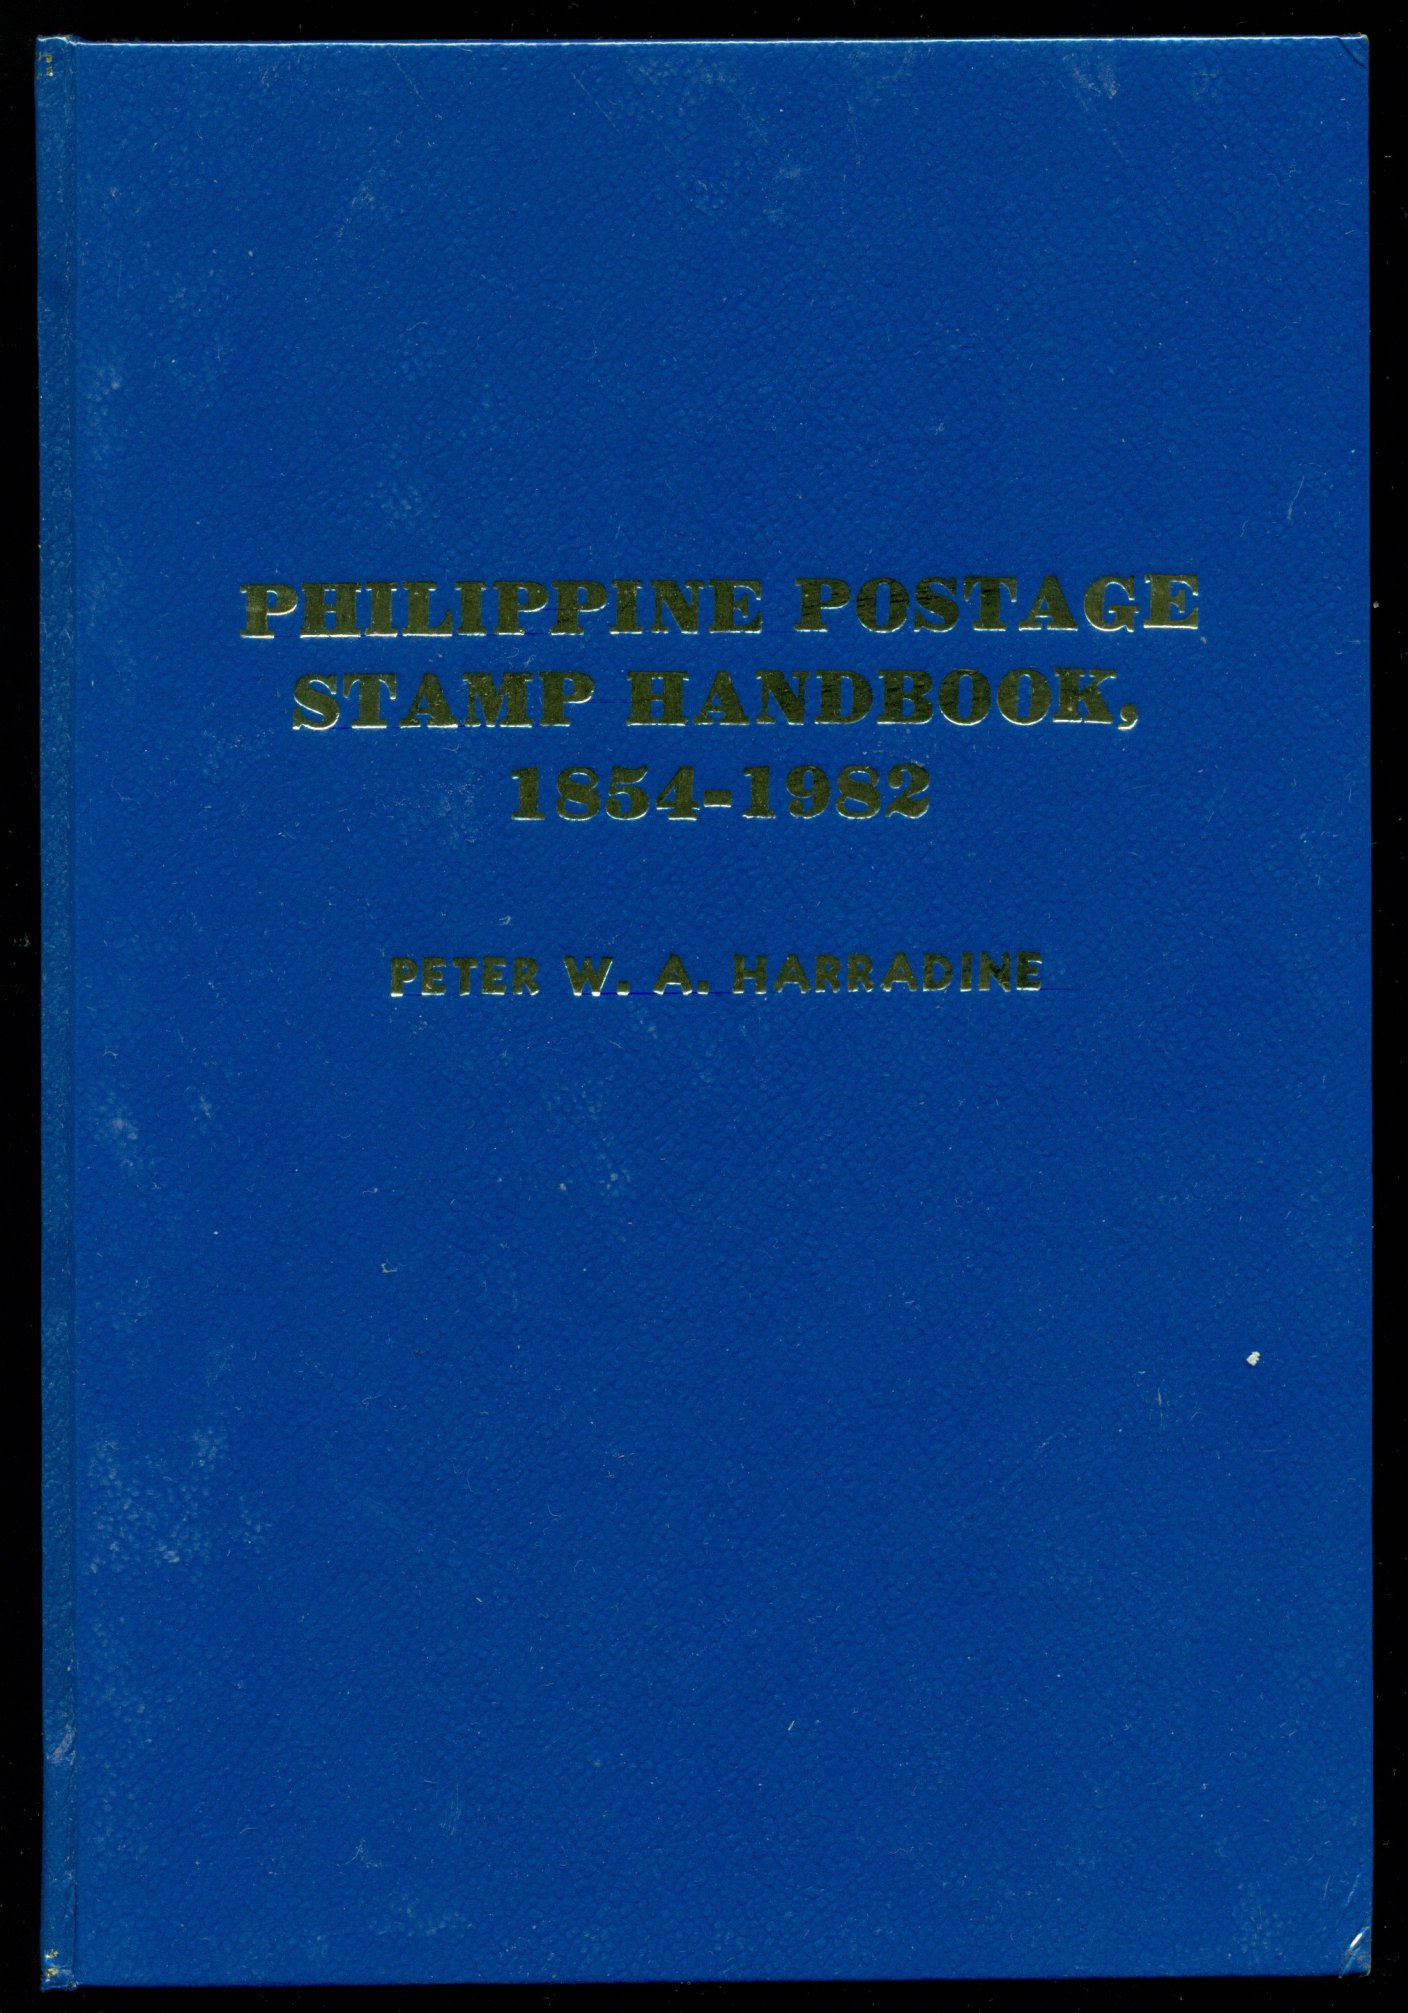 PHILIPPINE POSTAGE
STAMP HANDBOOK,
1854-1982
PETER W. A. HARRADINE